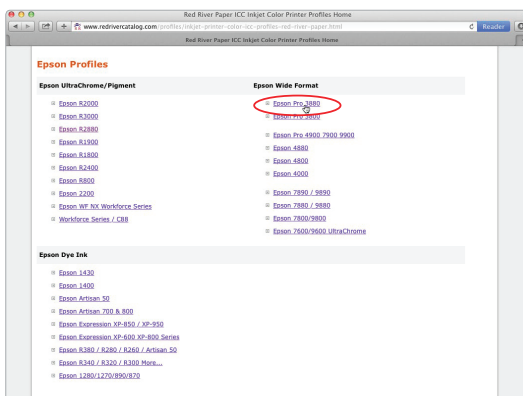 Red River Paper ICC Inkjet Color Printer Profiles Home
www.redrivercatalog.com/profiles/inkjet-printer-color-icc-profiles-red-river-paper.html
Reader
Red River Paper ICC Inkjet Color Printer Profiles Home
Epson Profiles
Epson UltraChrome/Pigment
Epson R2000
Epson R3000
Epson R2880
Epson R1900
Epson R1800
Epson R2400
Epson R800
Epson 2200
Epson WF NX Workforce Series
Workforce Series / C88
Epson Wide Format
Epson Pro 3880
Epson Pro 3800
Epson Pro 4900 7900 9900
Epson 4880
Epson 4800
Epson 4000
Epson 7890 / 9890
Epson 7880 / 9880
Epson 7800/9800
Epson 7600/9600 UltraChrome
Epson Dye Ink
Epson 1430
Epson 1400
Epson Artisan 50
Epson Artisan 700 & 800
Epson Expression XP-850 / XP-950
Epson Expression XP-600 XP-800 Series
Epson R380 / R280 / R260 / Artisan 50
Epson R340 / R320 / R300 More...
Epson 1280/1270/890/870